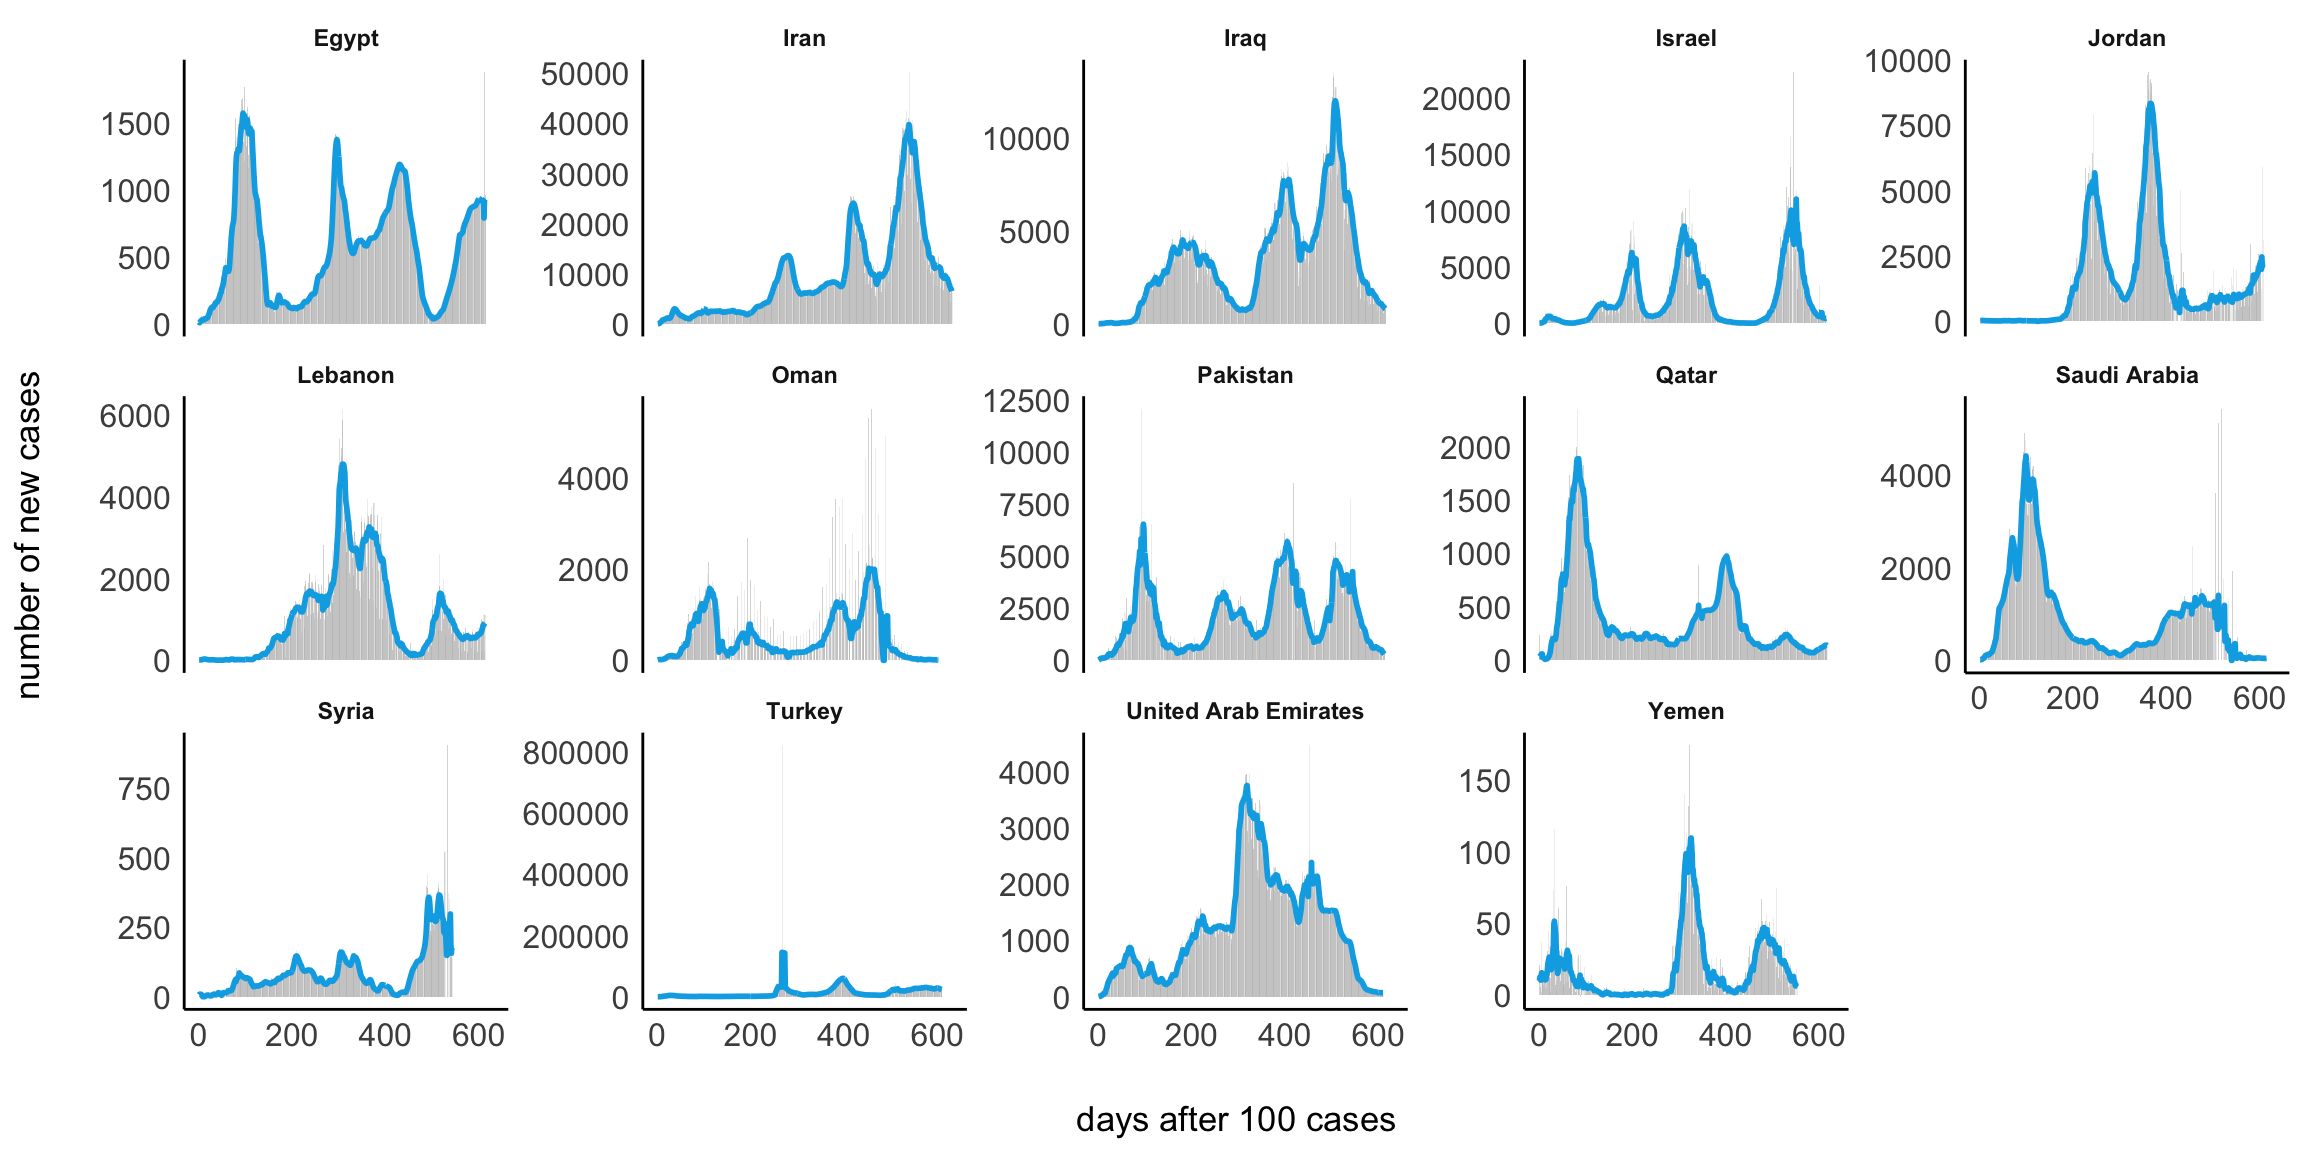 Egypt
Iran
Iraq
Israel
Jordan
1500
1000
500
0
50000
40000
30000
20000
10000
0
10000
5000
0
20000
15000
10000
5000
0
10000
7500
5000
2500
0
number of new cases
Lebanon
Oman
Pakistan
Qatar
Saudi Arabia
6000
4000
2000
0
4000
2000
0
12500
10000
7500
5000
2500
0
2000
1500
1000
500
0
4000
2000
0
0 200 400 600
Syria
Turkey
United Arab Emirates
Yemen
750
500
250
0
800000
600000
400000
200000
0
4000
3000
2000
1000
0
150
100
50
0
0 200 400 600
0 200 400 600
0 200 400 600
0 200 400 600
days after 100 cases